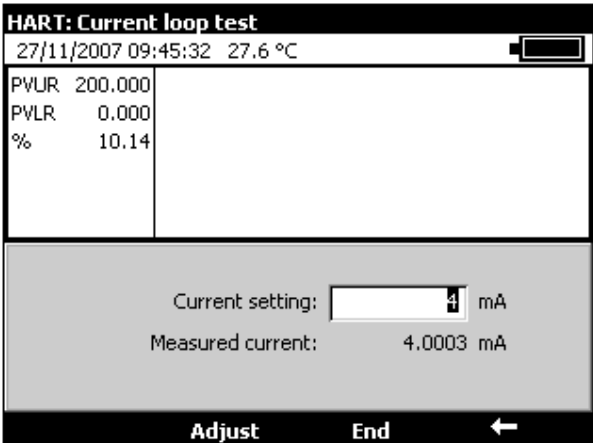 HART: Current loop test
27/11/2007 09:45:32 27.6 °C
PVUR 200.000
PVLR 0.000
% 10.14
Current setting: 4 mA
Measured current: 4.0003 mA
Adjust End